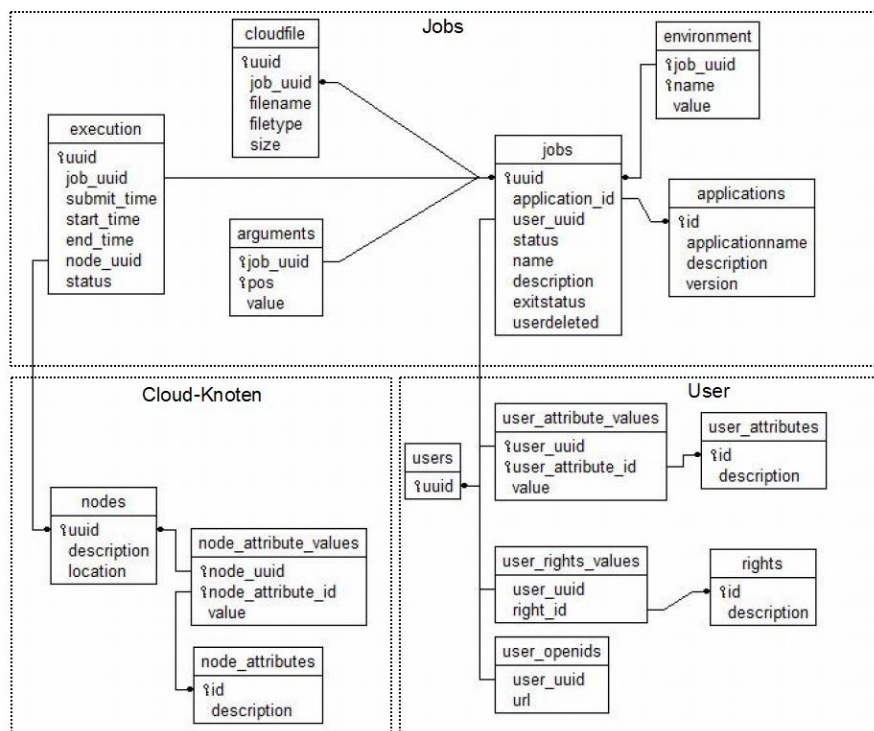 Jobs
cloudfile
uuid
job_uuid
filename
filetype
size
environment
job_uuid
name
value
execution
uuid
job_uuid
submit_time
start_time
end_time
node_uuid
status
arguments
job_uuid
pos
value
jobs
uuid
application_id
user_uuid
status
name
description
exitstatus
userdeleted
applications
id
applicationname
description
version
Cloud-Knoten
nodes
uuid
description
location
node_attribute_values
node_uuid
node_attribute_id
value
node_attributes
id
description
User
users
uuid
user_attribute_values
user_uuid
user_attribute_id
value
user_attributes
id
description
user_rights_values
user_uuid
right_id
rights
id
description
user_openids
user_uuid
url